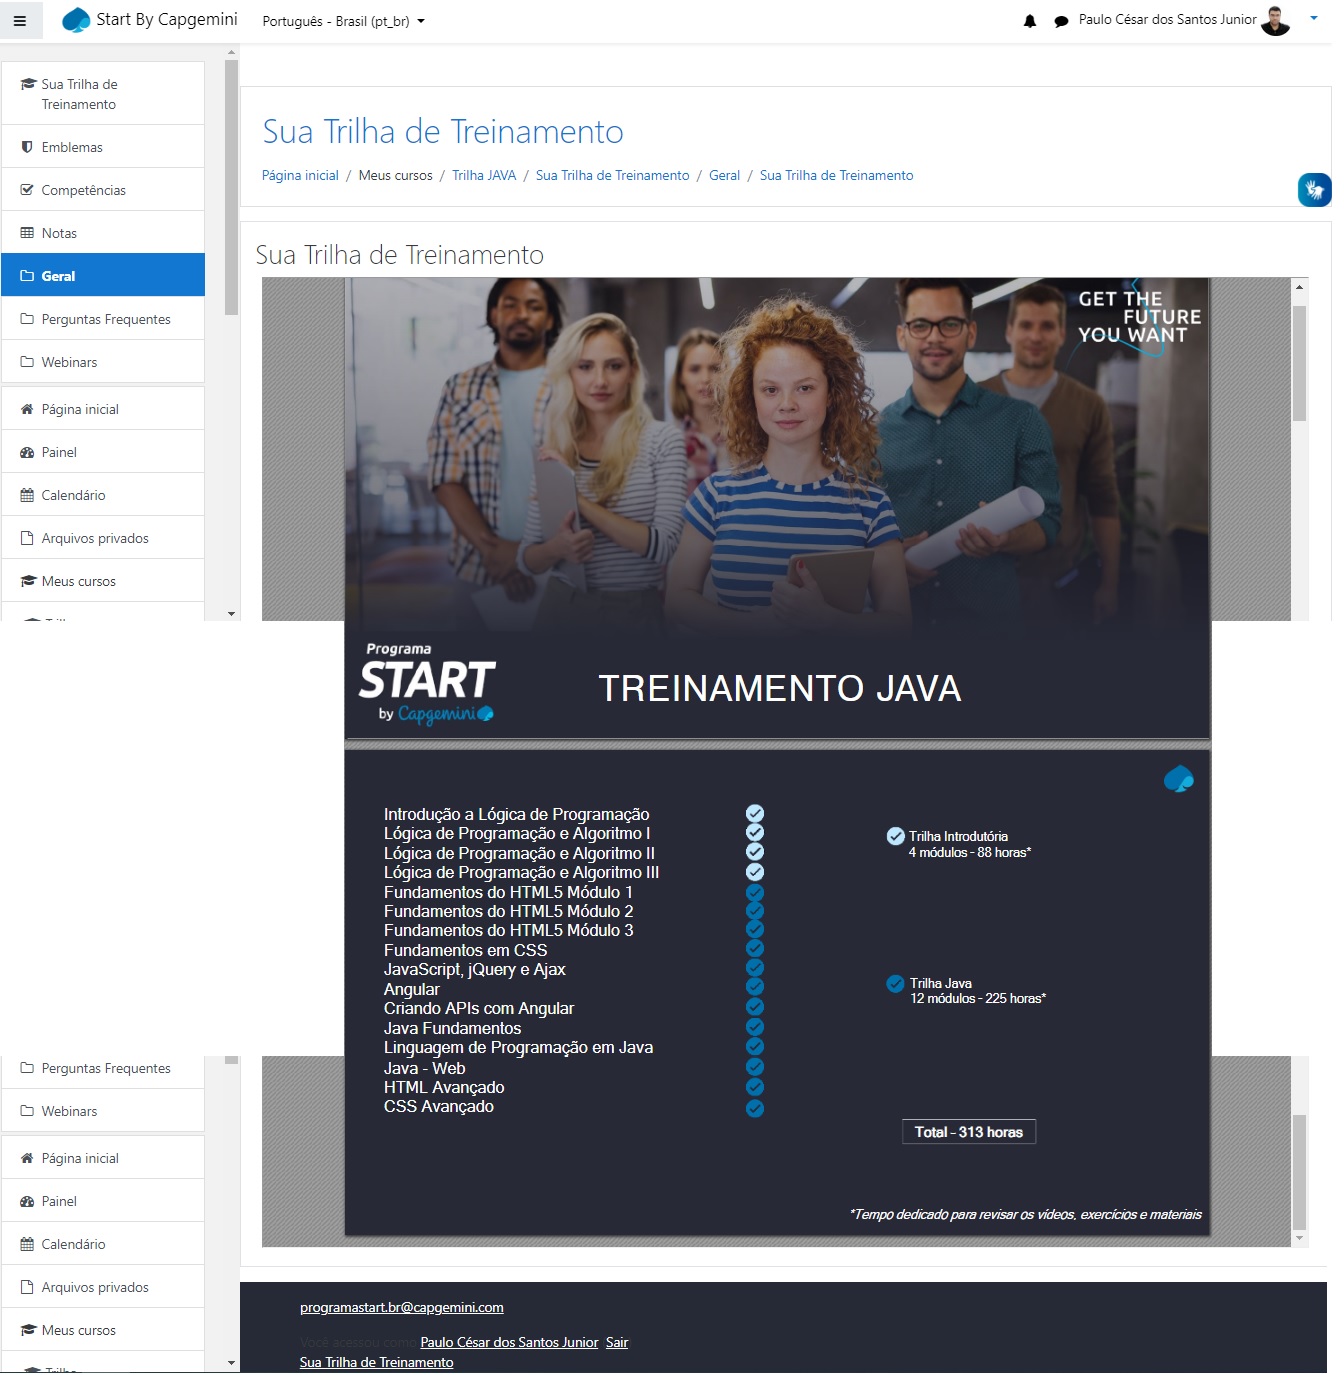 Start By Capgemini
Português - Brasil (pt_br)
Paulo César dos Santos Junior
Sua Trilha de
Treinamento
Emblemas
Competências
Notas
Geral
Perguntas Frequentes
Webinars
Página inicial
Painel
Calendário
Arquivos privados
Meus cursos
Sua Trilha de Treinamento
Página inicial / Meus cursos / Trilha JAVA / Sua Trilha de Treinamento / Geral / Sua Trilha de Treinamento
Sua Trilha de Treinamento
GET THE
FUTURE
YOU WANT
Programa
START
by Capgemini
TREINAMENTO JAVA
Introdução a Lógica de Programação
Lógica de Programação e Algoritmo I
Lógica de Programação e Algoritmo II
Lógica de Programação e Algoritmo III
Fundamentos do HTML5 Módulo 1
Fundamentos do HTML5 Módulo 2
Fundamentos do HTML5 Módulo 3
Fundamentos em CSS
JavaScript, jQuery e Ajax
Angular
Criando APIs com Angular
Java Fundamentos
Linguagem de Programação em Java
Java - Web
HTML Avançado
CSS Avançado
Trilha Introdutória
4 módulos - 88 horas*
Trilha Java
12 módulos - 225 horas*
Total - 313 horas
*Tempo dedicado para revisar os vídeos, exercícios e materiais
Perguntas Frequentes
Webinars
Página inicial
Painel
Calendário
Arquivos privados
Meus cursos
programastart.br@capgemini.com
Você acessou como Paulo César dos Santos Junior Sair
Sua Trilha de Treinamento